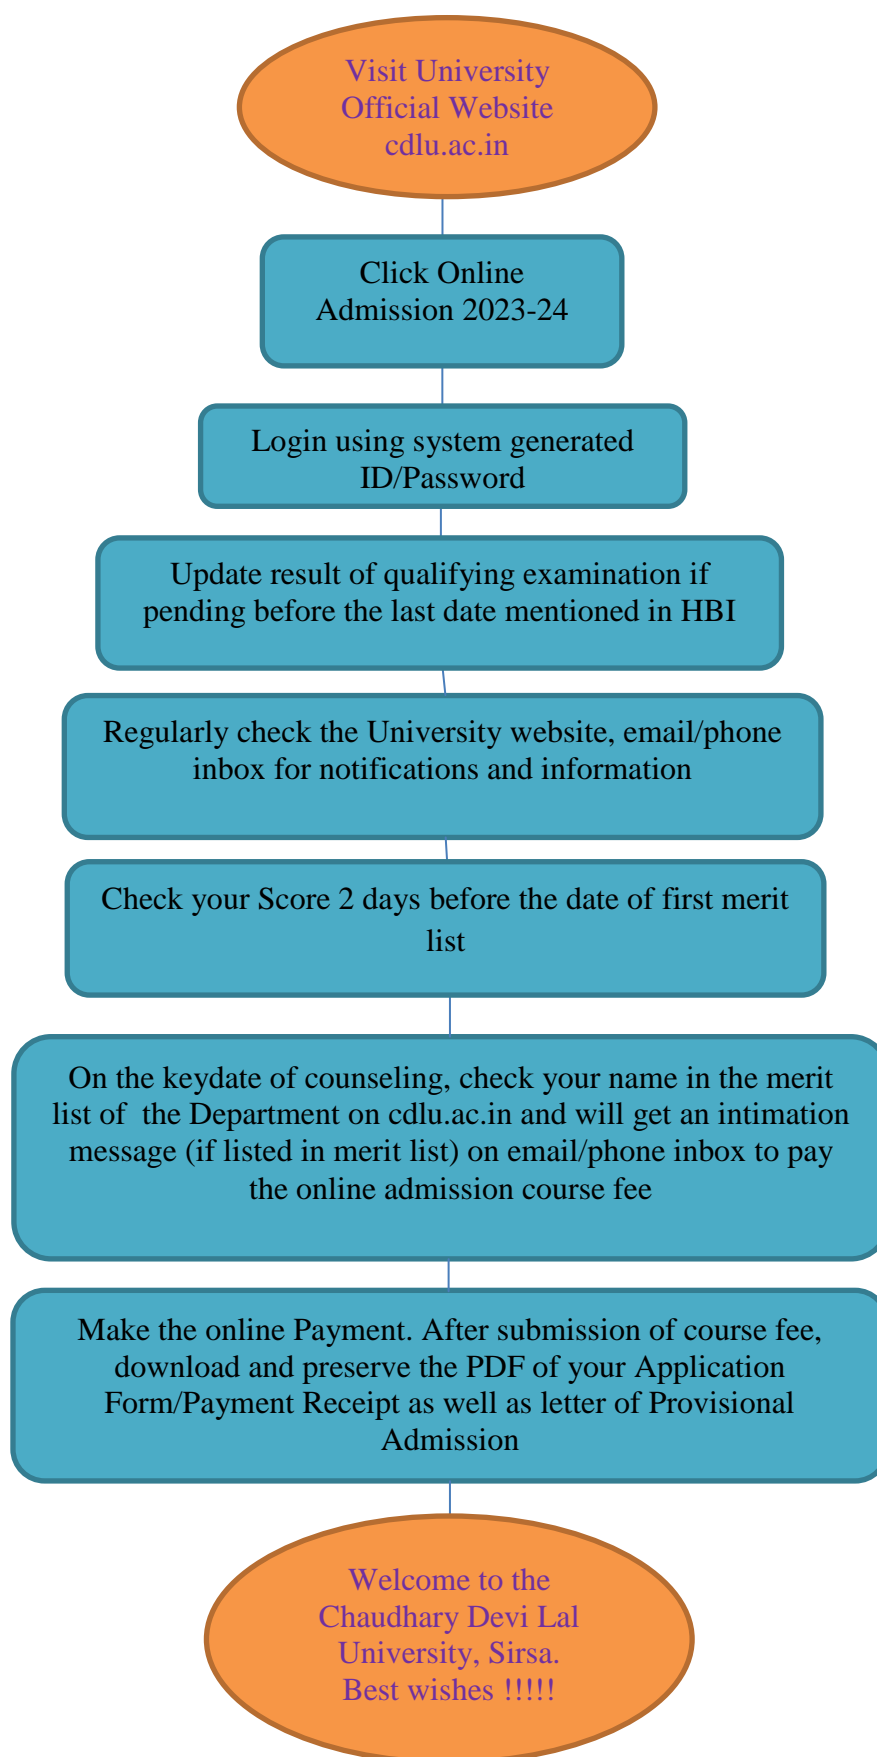 Visit University
Official Website
cdlu.ac.in
Click Online
Admission 2023-24
Login using system generated
ID/Password
Update result of qualifying examination if
pending before the last date mentioned in HBI
Regularly check the University website, email/phone
inbox for notifications and information
Check your Score 2 days before the date of first merit
list
On the keydate of counseling, check your name in the merit
list of  the Department on cdlu.ac.in and will get an intimation
message (if listed in merit list) on email/phone inbox to pay
the online admission course fee
Make the online Payment. After submission of course fee,
download and preserve the PDF of your Application
Form/Payment Receipt as well as letter of Provisional
Admission
Welcome to the
Chaudhary Devi Lal
University, Sirsa.
Best wishes !!!!!